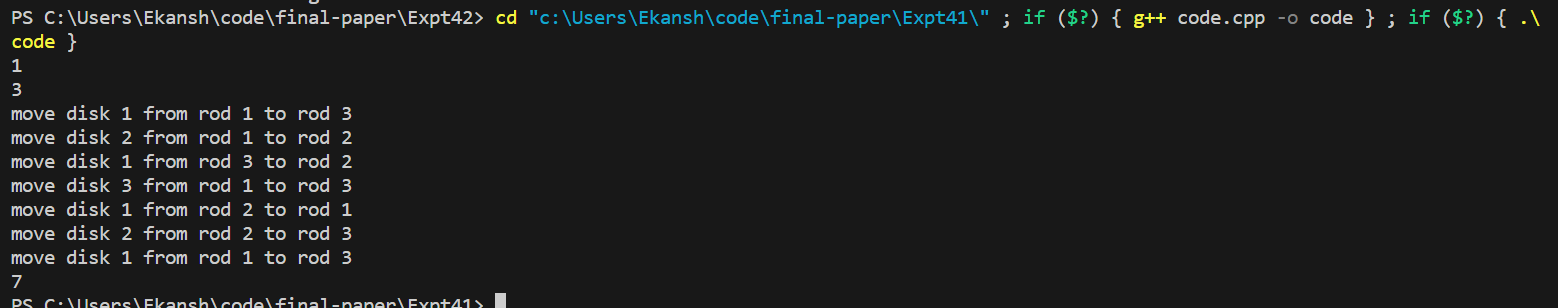 PS C:\Users\Ekansh\code\final-paper\Expt42> cd "c:\Users\Ekansh\code\final-paper\Expt41\" ; if ($?) { g++ code.cpp -o code } ; if ($?) { .\
code }
1
3
move disk 1 from rod 1 to rod 3
move disk 2 from rod 1 to rod 2
move disk 1 from rod 3 to rod 2
move disk 3 from rod 1 to rod 3
move disk 1 from rod 2 to rod 1
move disk 2 from rod 2 to rod 3
move disk 1 from rod 1 to rod 3
7
PS C:\Users\Ekansh\code\final-paper\Expt41>